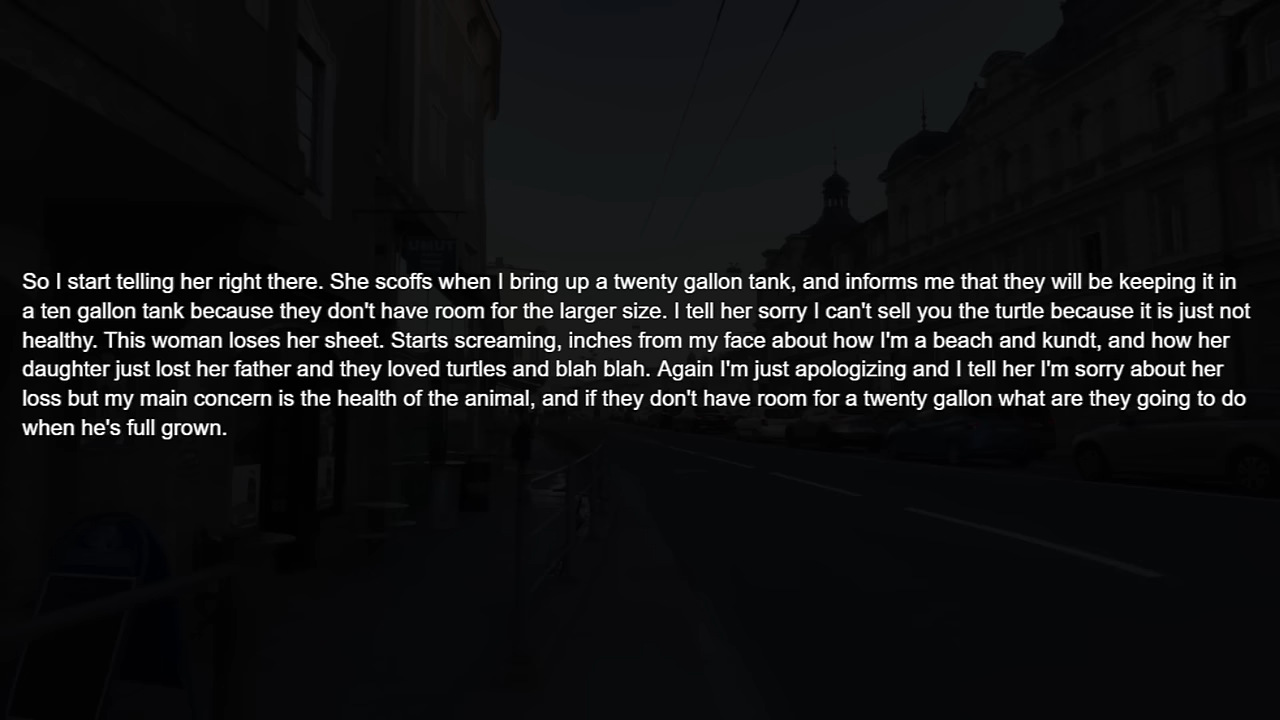 So I start telling her right there. She scoffs when I bring up a twenty gallon tank, and informs me that they will be keeping it in
a ten gallon tank because they don't have room for the larger size. I tell her sorry I can't sell you the turtle because it is just not
healthy. This woman loses her sheet. Starts screaming, inches from my face about how I'm a beach and kundt, and how her
daughter just lost her father and they loved turtles and blah blah. Again I'm just apologizing and I tell her I'm sorry about her
loss but my main concern is the health of the animal, and if they don't have room for a twenty gallon what are they going to do
when he's full grown.